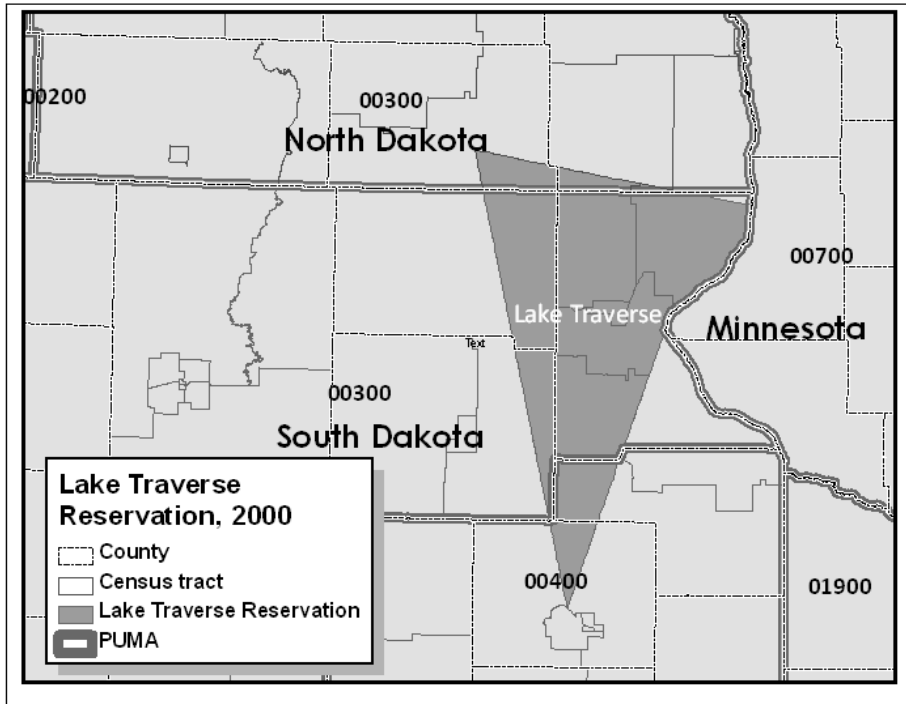 00200
00300
North Dakota
00700
Lake Traverse
Minnesota
Text
00300
South Dakota
Lake Traverse
Reservation, 2000
County
Census tract
Lake Traverse Reservation
PUMA
00400
01900